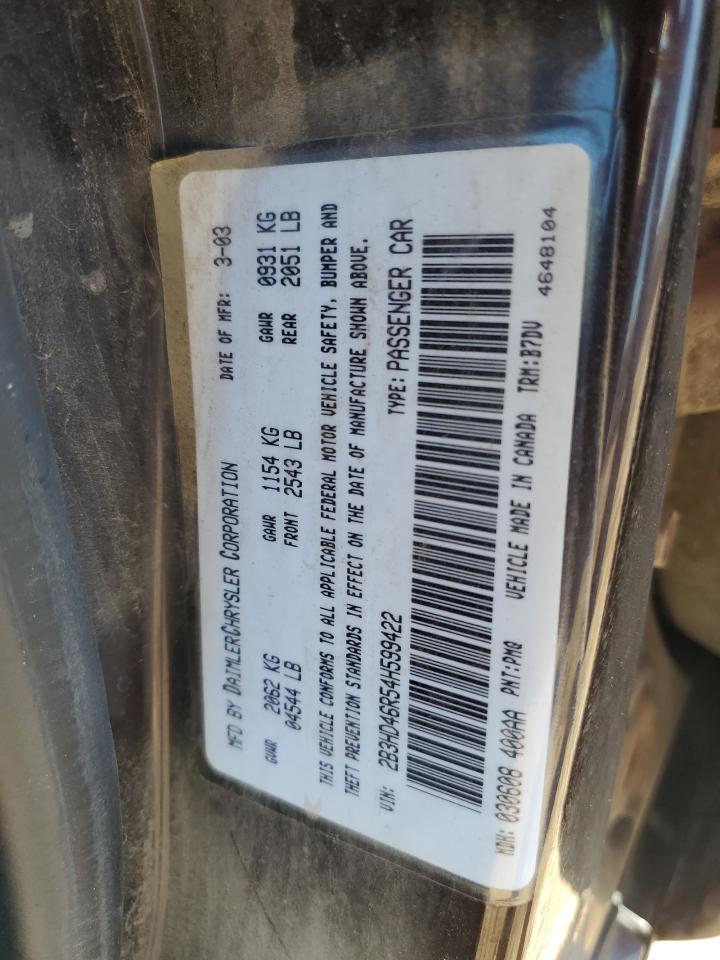 MFD BY DAIMLERCHRYSLER CORPORATION DATE OF MFR: 3-03
GVWR 2062 KG GAWR 1154 KG GAWR 0931 KG
04544 LB FRONT 2543 LB REAR 2051 LB
THIS VEHICLE CONFORMS TO ALL APPLICABLE FEDERAL MOTOR VEHICLE SAFETY, BUMPER AND
THEFT PREVENTION STANDARDS IN EFFECT ON THE DATE OF MANUFACTURE SHOWN ABOVE.
VIN: 2B3HD46R54H599422 TYPE: PASSENGER CAR
MDH: 030608 400AA PNT:PMQ VEHICLE MADE IN CANADA TRM:B7DV 4648104